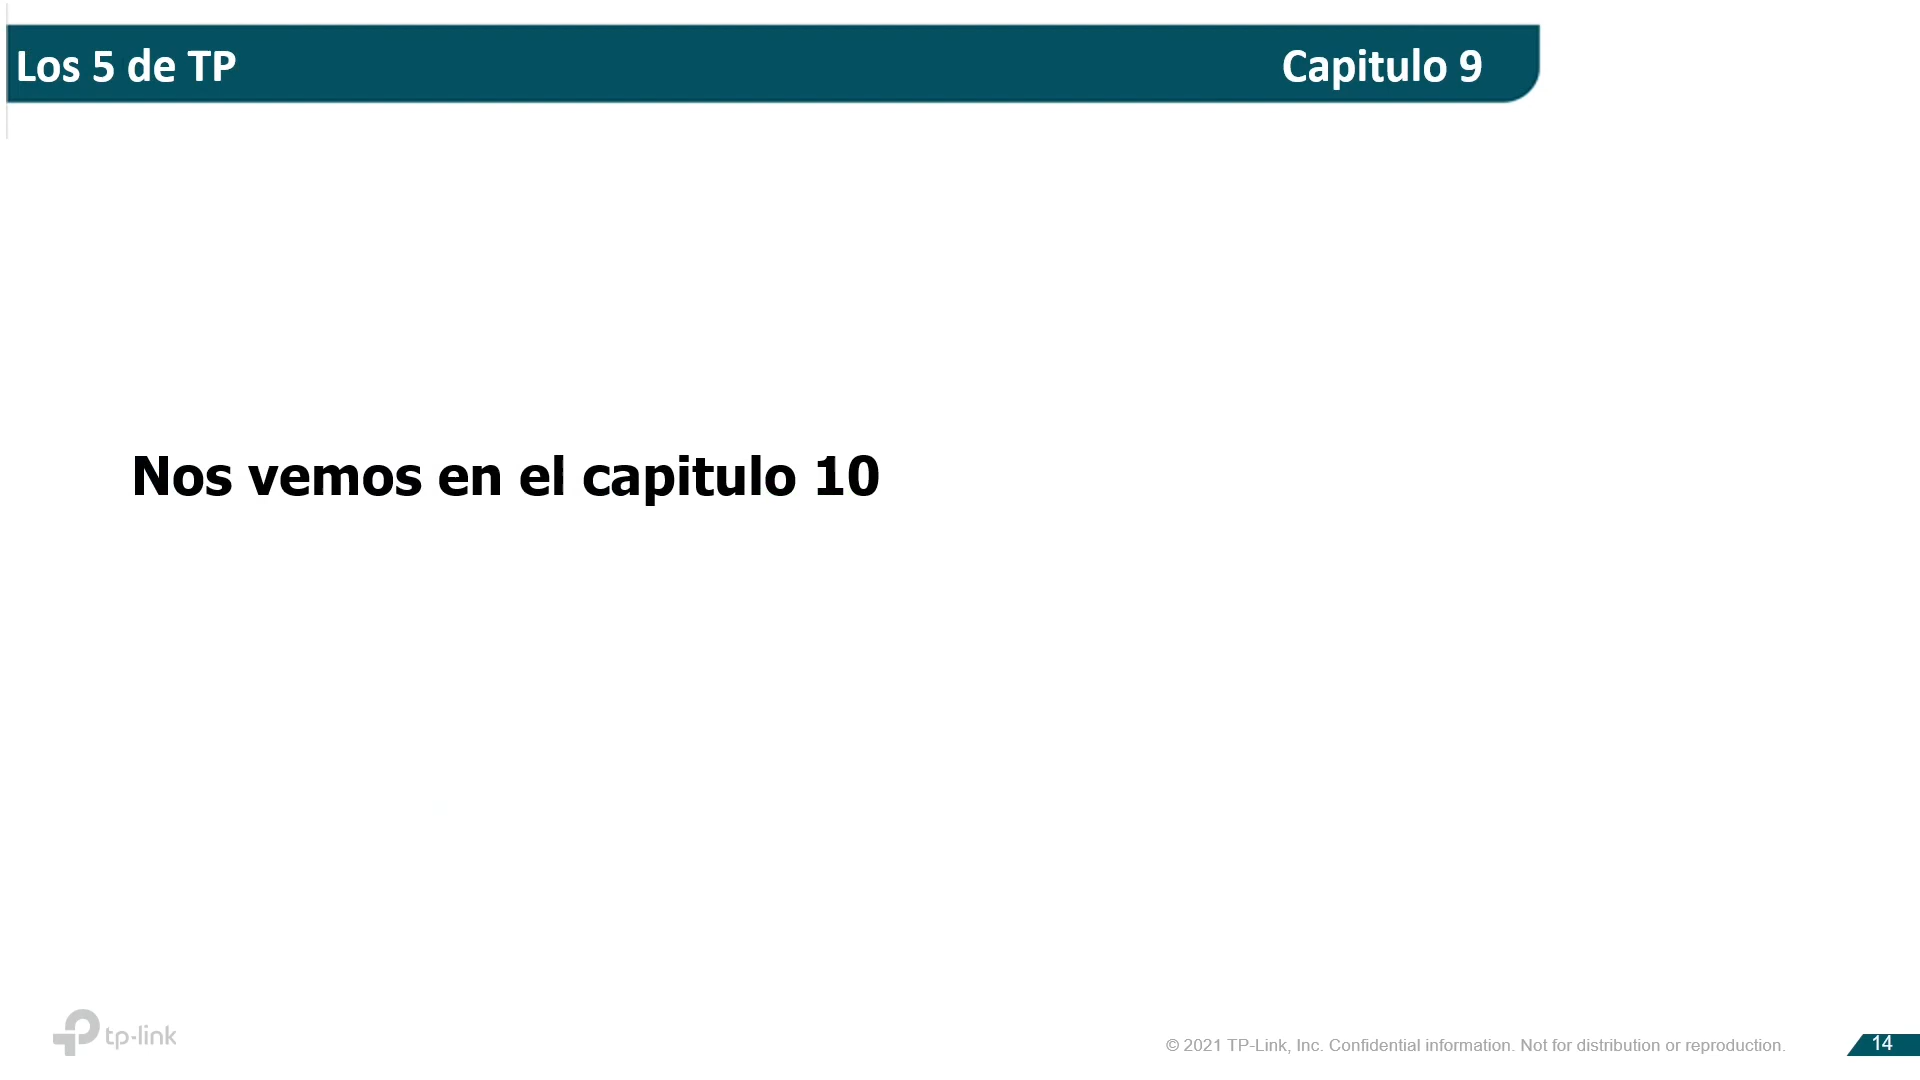 Los 5 de TP
Capitulo 9
Nos vemos en el capitulo 10
tp-link
© 2021 TP-Link, Inc. Confidential information. Not for distribution or reproduction.
14